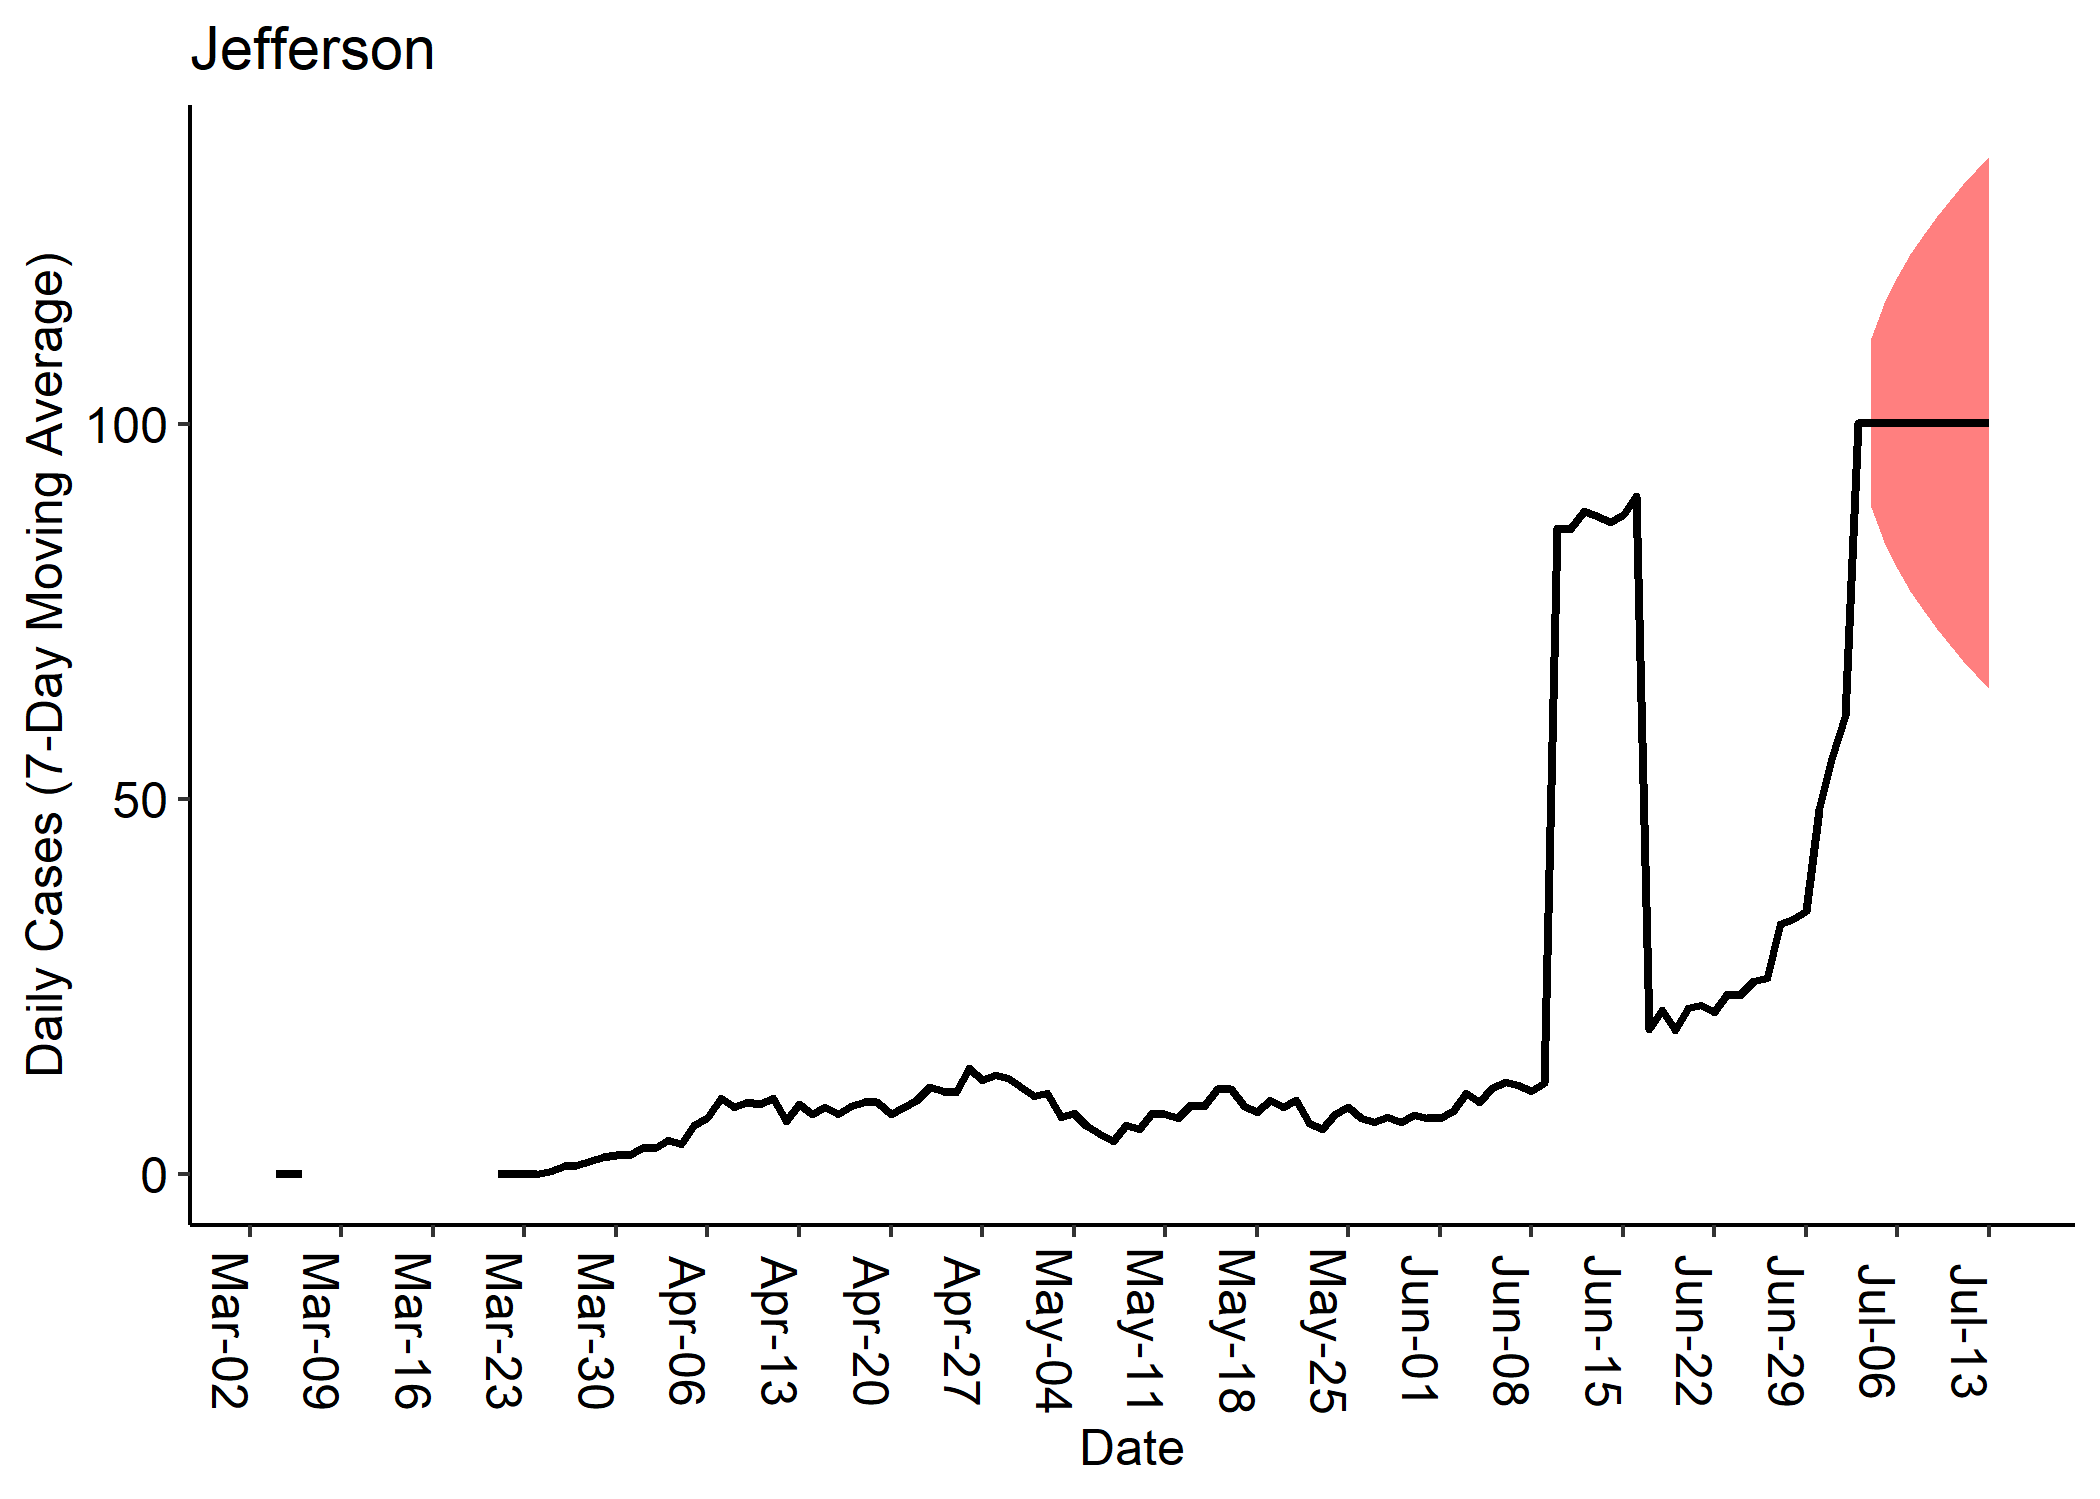 Jefferson
Daily Cases (7-Day Moving Average)
100
50
0
Mar-02
Mar-09
Mar-16
Mar-23
Mar-30
Apr-06
Apr-13
Apr-20
Apr-27
May-04
May-11
May-18
May-25
Jun-01
Jun-08
Jun-15
Jun-22
Jun-29
Jul-06
Jul-13
Date